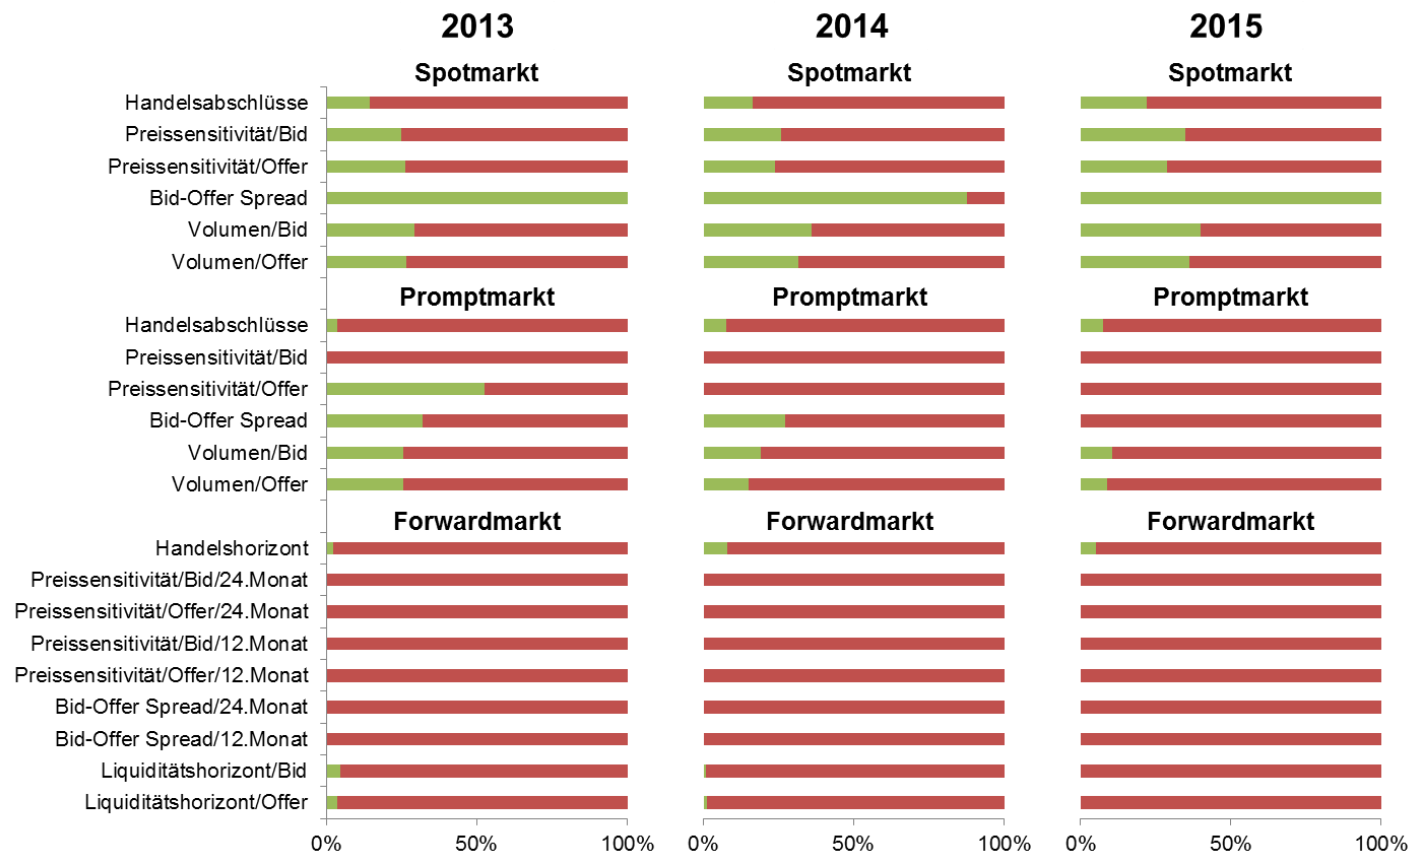 2013 2014 2015
Spotmarkt Spotmarkt Spotmarkt
Handelsabschlüsse
Preissensitivität/Bid
Preissensitivität/Offer
Bid-Offer Spread
Volumen/Bid
Volumen/Offer
Promptmarkt Promptmarkt Promptmarkt
Handelsabschlüsse
Preissensitivität/Bid
Preissensitivität/Offer
Bid-Offer Spread
Volumen/Bid
Volumen/Offer
Forwardmarkt Forwardmarkt Forwardmarkt
Handelshorizont
Preissensitivität/Bid/24.Monat
Preissensitivität/Offer/24.Monat
Preissensitivität/Bid/12.Monat
Preissensitivität/Offer/12.Monat
Bid-Offer Spread/24.Monat
Bid-Offer Spread/12.Monat
Liquiditätshorizont/Bid
Liquiditätshorizont/Offer
0% 50% 100% 0% 50% 100% 0% 50% 100%